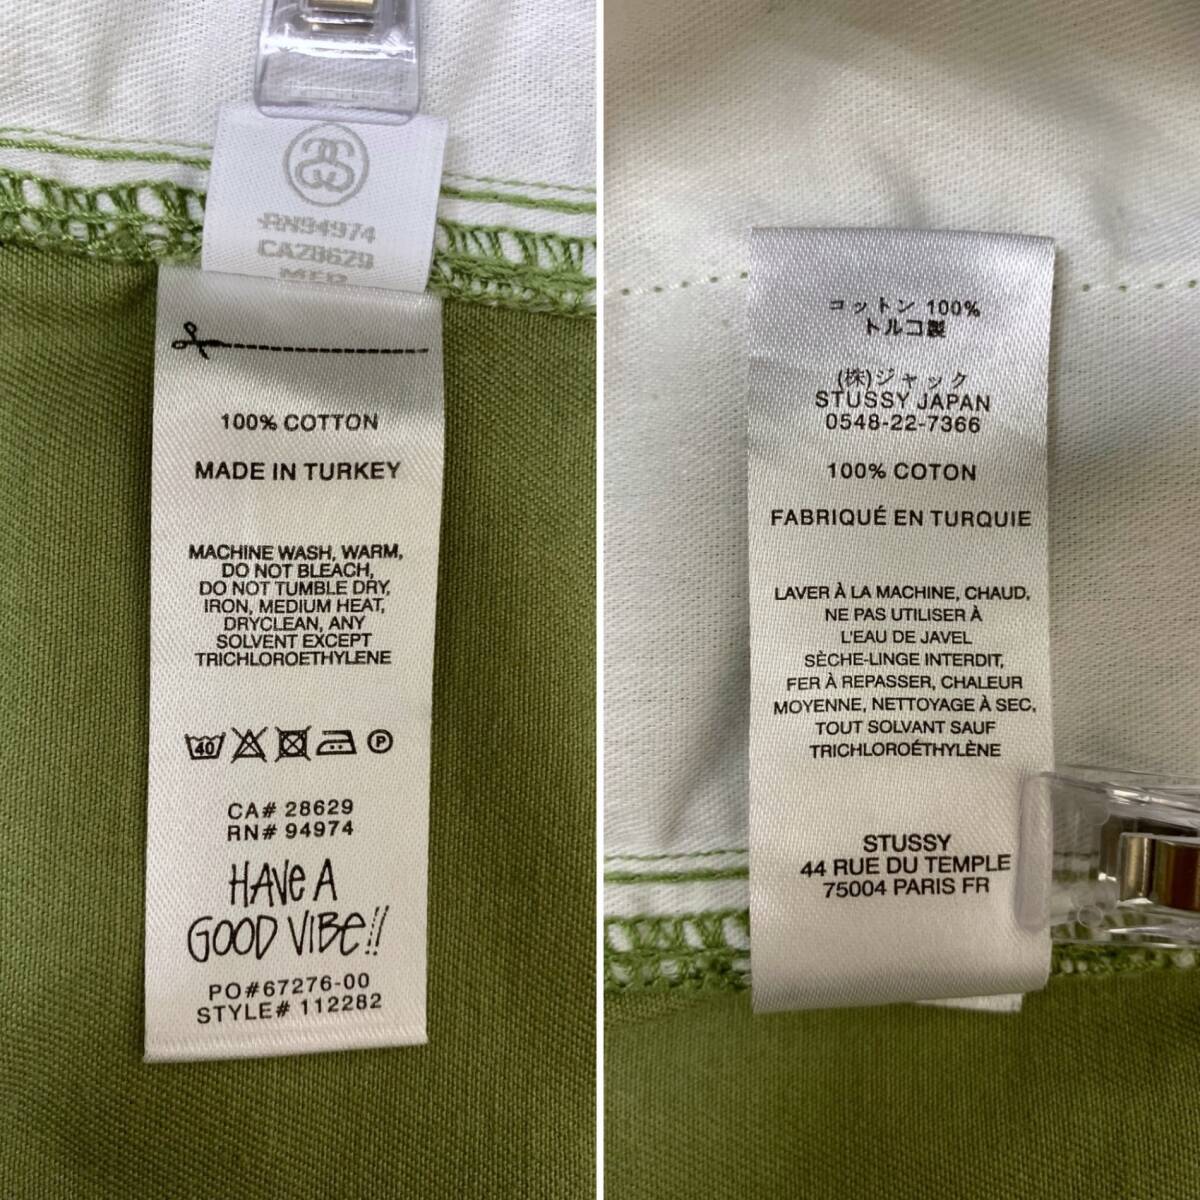 RN94974
CA28629
MED
100% COTTON
MADE IN TURKEY
MACHINE WASH, WARM,
DO NOT BLEACH,
DO NOT TUMBLE DRY,
IRON, MEDIUM HEAT,
DRYCLEAN, ANY
SOLVENT EXCEPT
TRICHLOROETHYLENE
40 P
CA# 28629
RN# 94974
HAVe A
GOOD VIBe!!
PO#67276-00
STYLE# 112282
コットン 100%
トルコ製
(株)ジャック
STUSSY JAPAN
0548-22-7366
100% COTON
FABRIQUÉ EN TURQUIE
LAVER À LA MACHINE, CHAUD,
NE PAS UTILISER À
L'EAU DE JAVEL
SÈCHE-LINGE INTERDIT,
FER À REPASSER, CHALEUR
MOYENNE, NETTOYAGE À SEC,
TOUT SOLVANT SAUF
TRICHLOROÉTHYLÈNE
STUSSY
44 RUE DU TEMPLE
75004 PARIS FR